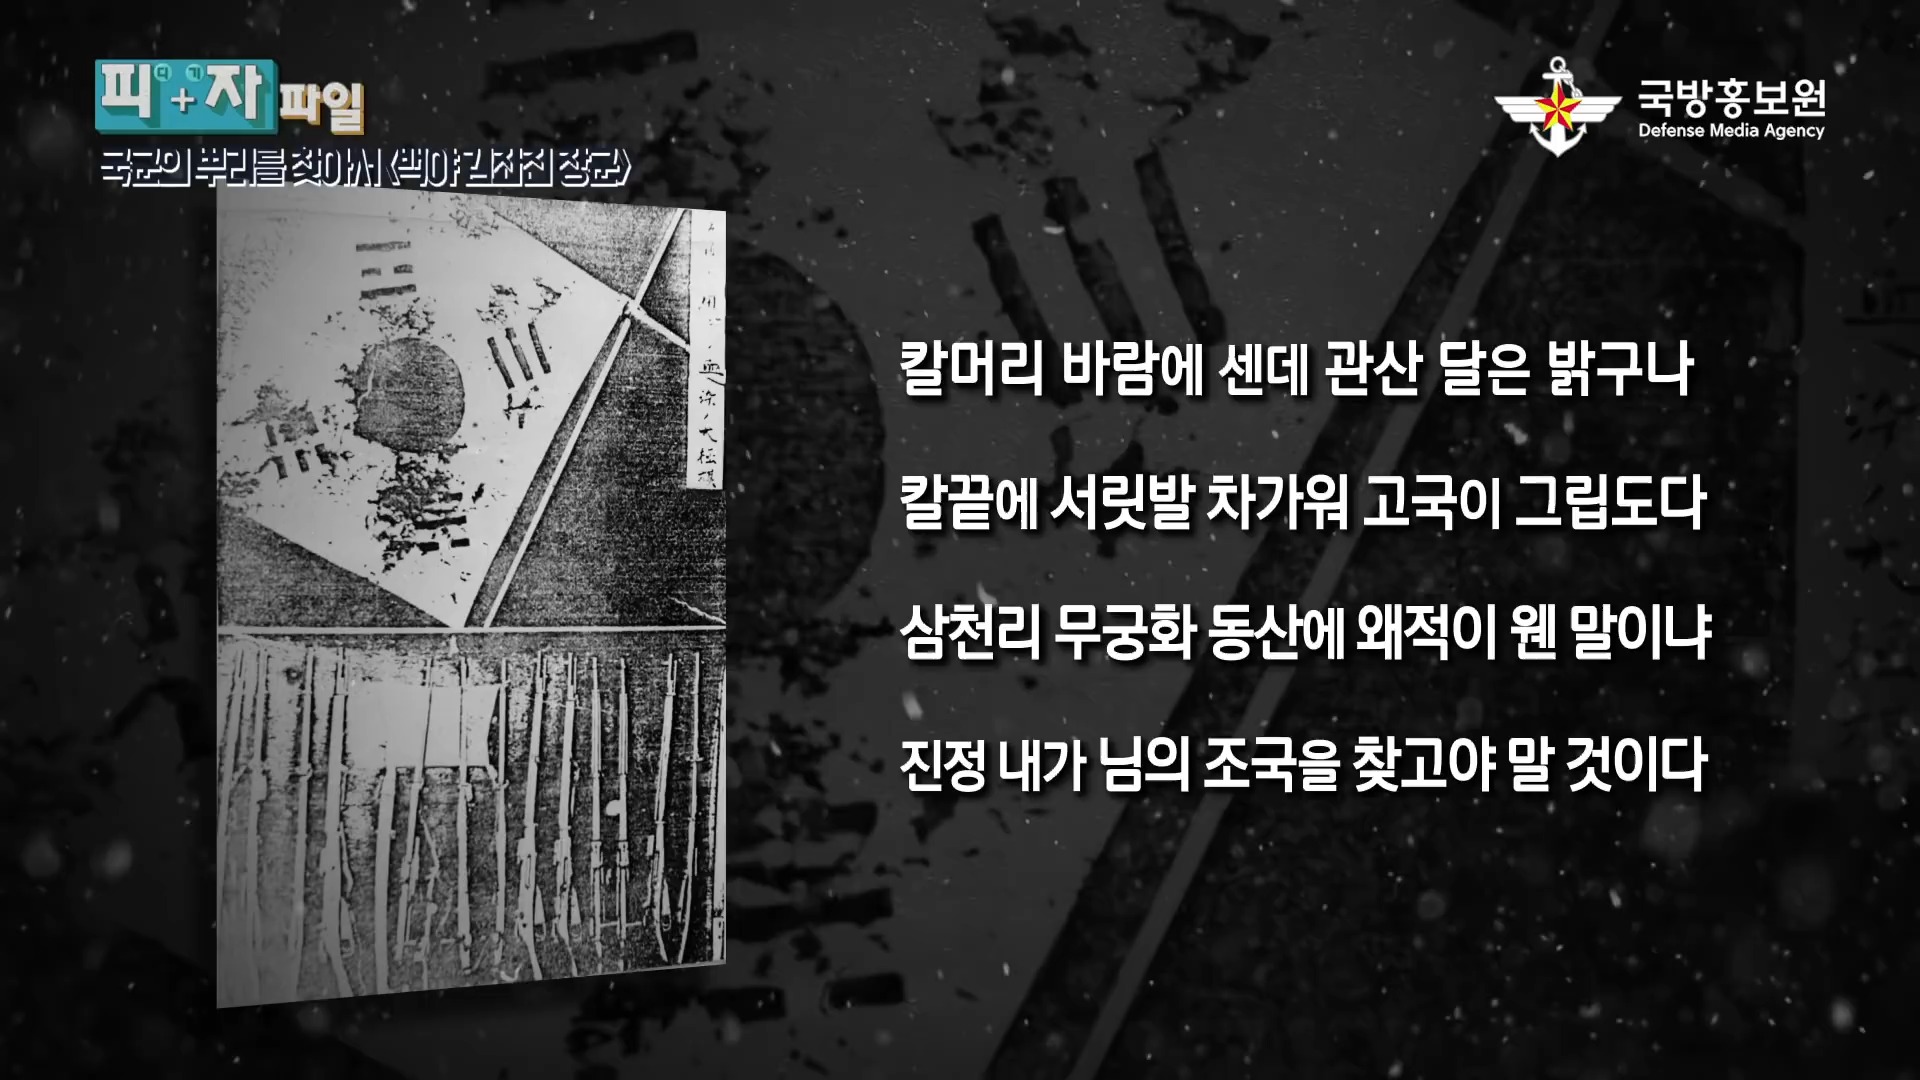 피+자 파일
디 기
국방홍보원
Defense Media Agency
국군의 뿌리를 찾아서 <백야 김좌진 장군>
칼머리 바람에 센데 관산 달은 밝구나
칼끝에 서릿발 차가워 고국이 그립도다
삼천리 무궁화 동산에 왜적이 웬 말이냐
진정 내가 님의 조국을 찾고야 말 것이다